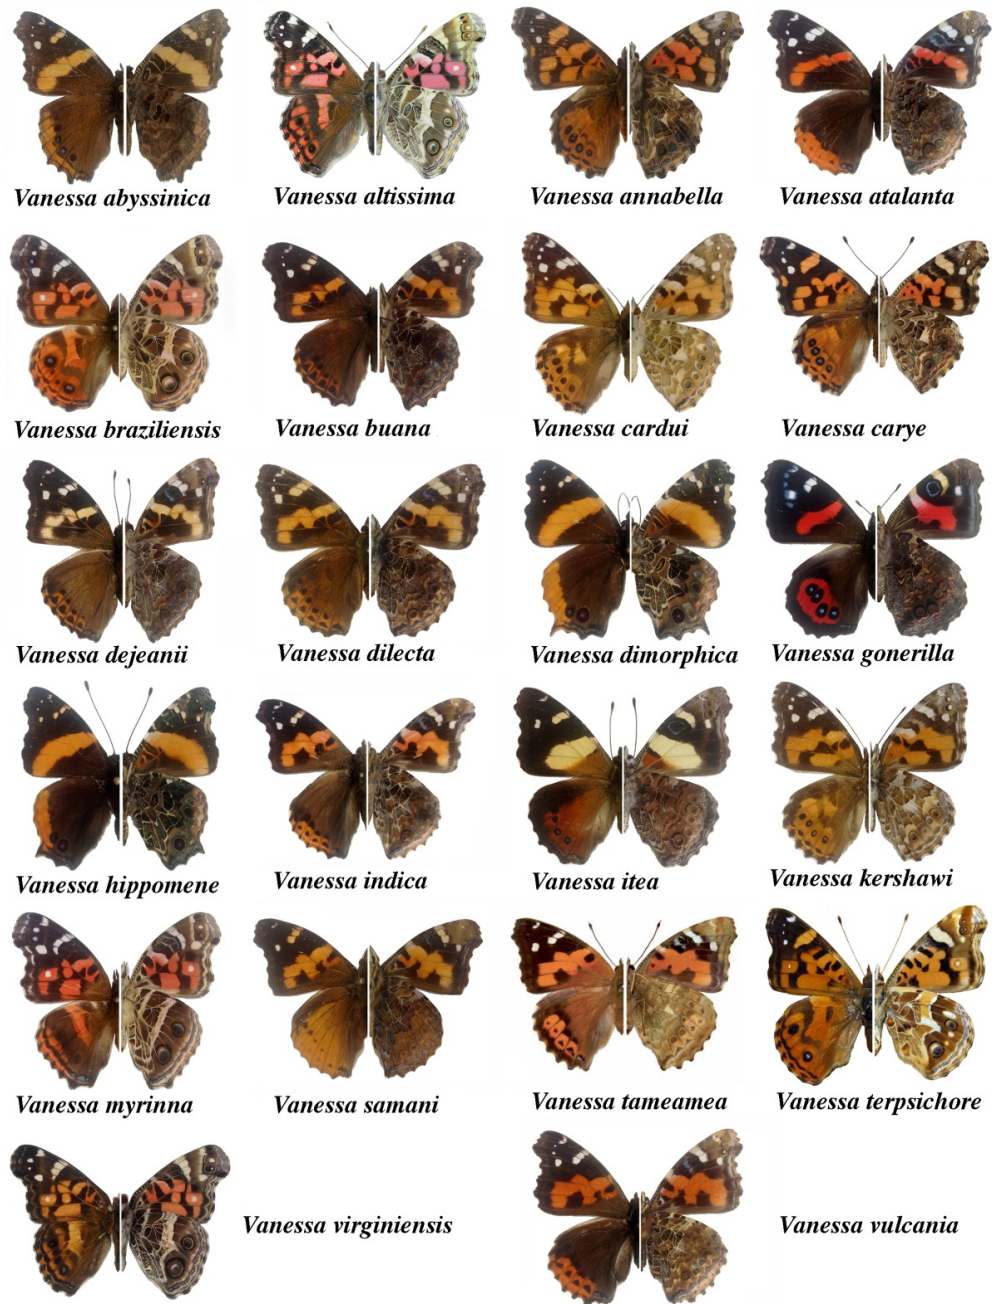 Vanessa abyssinica
Vanessa altissima
Vanessa annabella
Vanessa atalanta
Vanessa braziliensis
Vanessa buana
Vanessa cardui
Vanessa carye
Vanessa dejeanii
Vanessa dilecta
Vanessa dimorphica
Vanessa gonerilla
Vanessa hippomene
Vanessa indica
Vanessa itea
Vanessa kershawi
Vanessa myrinna
Vanessa samani
Vanessa tameamea
Vanessa terpsichore
Vanessa virginiensis
Vanessa vulcania